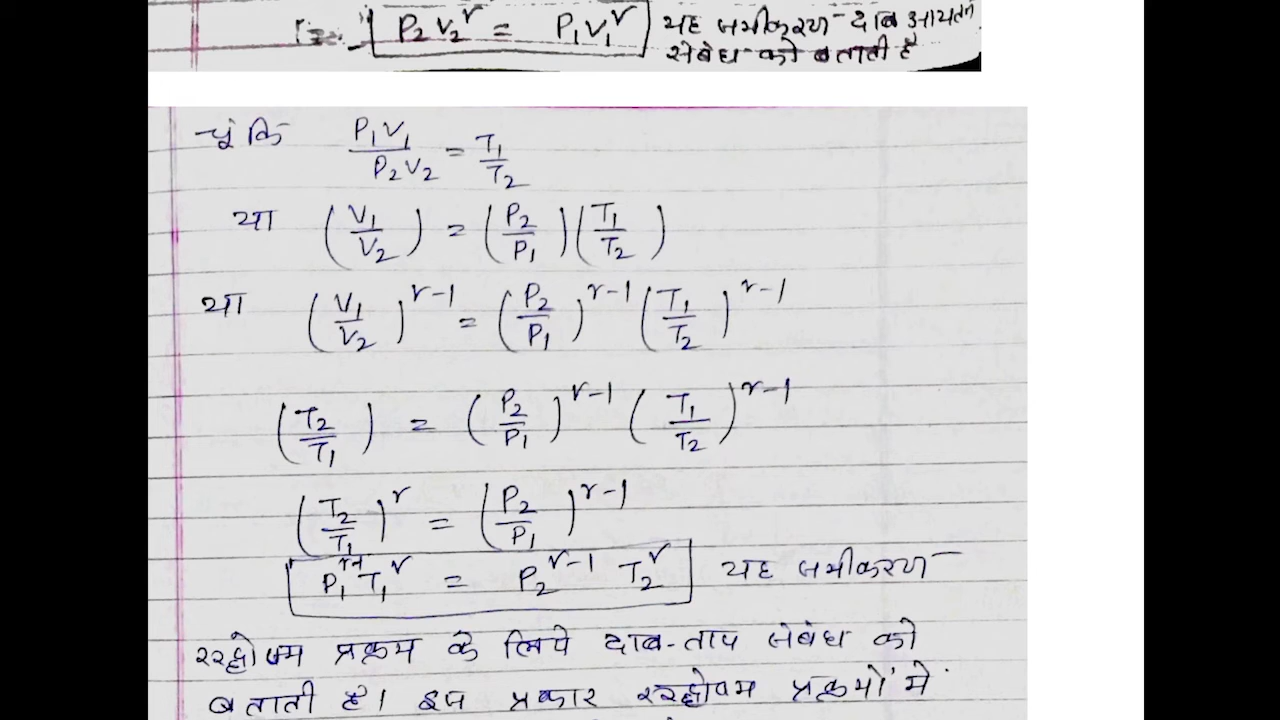 P₂V₂^γ = P₁V₁^γ यह समीकरण दाब आयतन
संबंध को बताती है
चूंकि P₁V₁/P₂V₂ = T₁/T₂
या (V₁/V₂) = (P₂/P₁)(T₁/T₂)
या (V₁/V₂)^γ-1 = (P₂/P₁)^γ-1 (T₁/T₂)^γ-1
(T₂/T₁) = (P₂/P₁)^γ-1 (T₁/T₂)^γ-1
(T₂/T₁)^γ = (P₂/P₁)^γ-1
P₁^γ-1 T₁^γ = P₂^γ-1 T₂^γ यह समीकरण
रुद्धोष्म प्रक्रम के लिये दाब-ताप संबंध को
बताती है। इस प्रकार रुद्धोष्म प्रक्रमों में